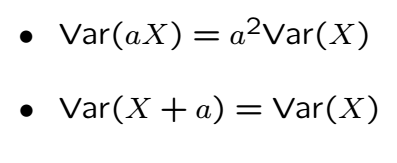 • Var(aX) = a²Var(X)
• Var(X + a) = Var(X)